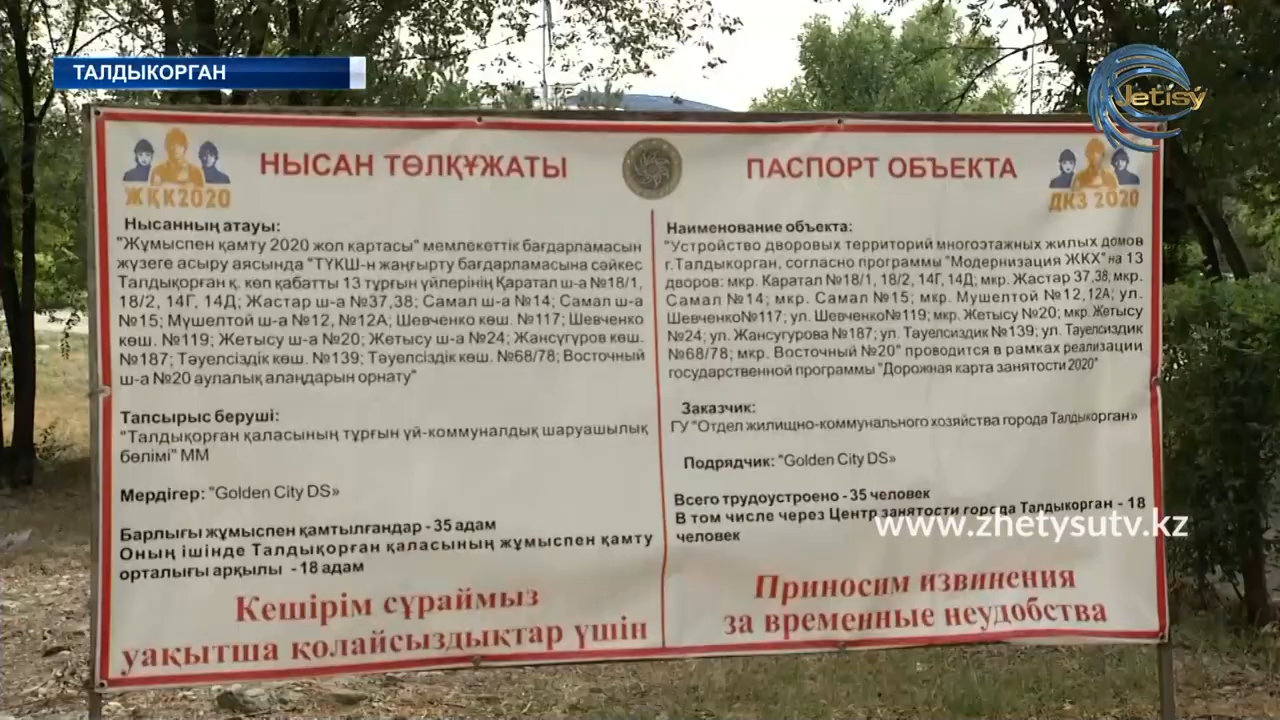 ТАЛДЫКОРГАН
Jetisý
ЖҚК2020
НЫСАН ТӨЛҚҰЖАТЫ
Нысанның атауы:
"Жұмыспен қамту 2020 жол картасы" мемлекеттік бағдарламасын
жүзеге асыру аясында "ТҮКШ-н жаңғырту бағдарламасына сәйкес
Талдықорған қ. көп қабатты 13 тұрғын үйлерінің Қаратал ш-а №18/1,
18/2, 14Г, 14Д; Жастар ш-а №37,38; Самал ш-а №14; Самал ш-а
№15; Мүшелтой ш-а №12, №12А; Шевченко көш. №117; Шевченко
көш. №119; Жетысу ш-а №20; Жетысу ш-а №24; Жансүгүров көш.
№187; Тәуелсіздік көш. №139; Тәуелсіздік көш. №68/78; Восточный
ш-а №20 аулалық алаңдарын орнату"
Тапсырыс беруші:
"Талдықорған қаласының тұрғын үй-коммуналдық шаруашылық
бөлімі" ММ
Мердігер: "Golden City DS»
Барлығы жұмыспен қамтылғандар - 35 адам
Оның ішінде Талдықорған қаласының жұмыспен қамту
орталығы арқылы - 18 адам
Кешірім сұраймыз
уақытша қолайсыздықтар үшін
ПАСПОРТ ОБЪЕКТА
ДКЗ 2020
Наименование объекта:
"Устройство дворовых территорий многоэтажных жилых домов
г.Талдыкорган, согласно программы "Модернизация ЖКХ" на 13
дворов: мкр. Каратал №18/1, 18/2, 14Г, 14Д; мкр. Жастар 37,38; мкр.
Самал №14; мкр. Самал №15; мкр. Мушелтой №12,12А; ул.
Шевченко№117; ул. Шевченко№119; мкр. Жетысу №20; мкр. Жетысу
№24; ул. Жансугурова №187; ул. Тәуелсиздик №139; ул. Тәуелсиздик
№68/78; мкр. Восточный №20" проводится в рамках реализации
государственной программы "Дорожная карта занятости 2020"
Заказчик:
ГУ "Отдел жилищно-коммунального хозяйства города Талдыкорган»
Подрядчик: "Golden City DS»
Всего трудоустроено - 35 человек
В том числе через Центр занятости города Талдыкорган - 18
человек
www.zhetysutv.kz
Приносим извинения
за временные неудобства